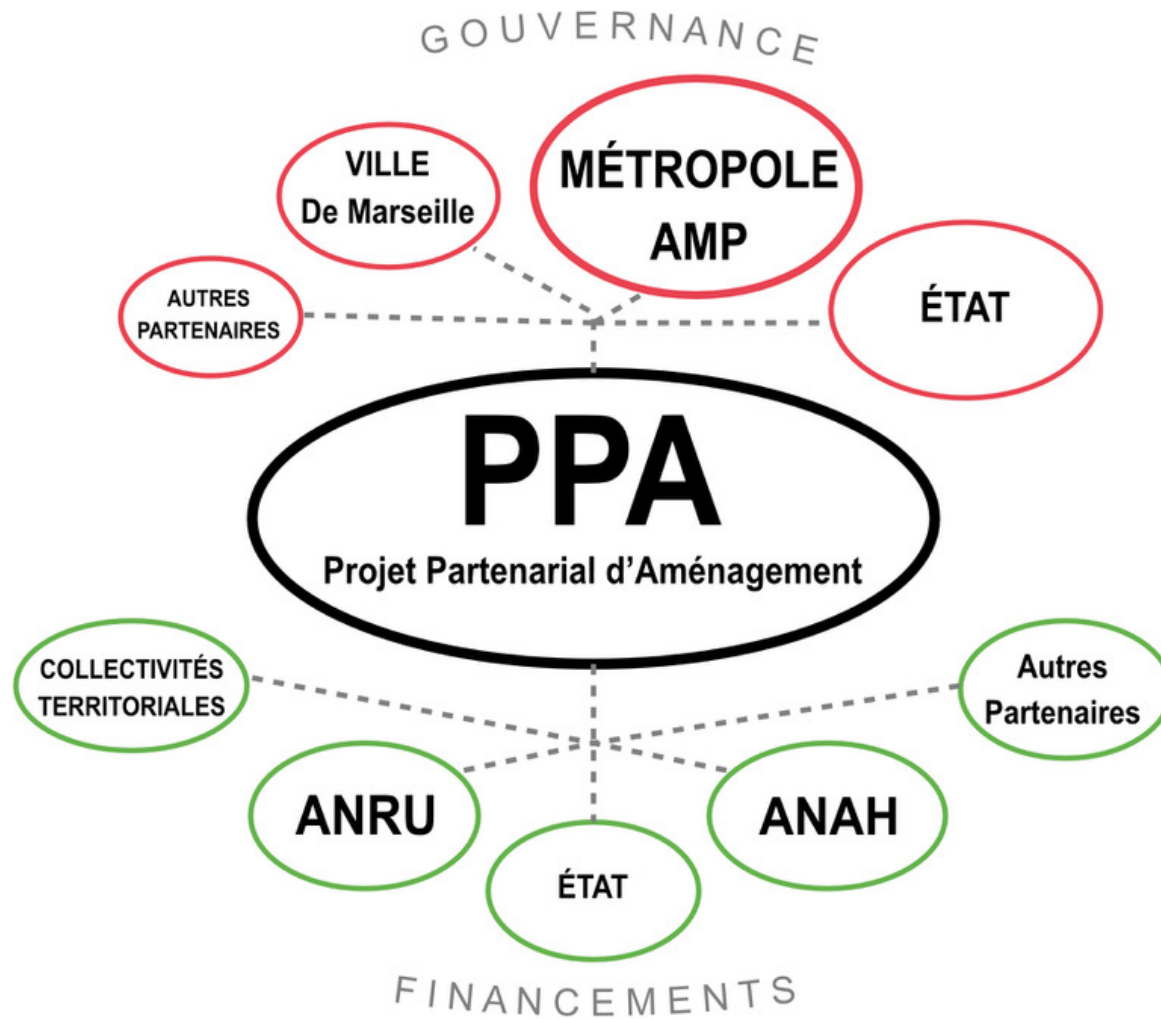 GOUVERNANCE
MÉTROPOLE
AMP
VILLE
De Marseille
ÉTAT
AUTRES
PARTENAIRES
PPA
Projet Partenarial d’Aménagement
COLLECTIVITÉS
TERRITORIALES
Autres
Partenaires
ANRU
ANAH
ÉTAT
FINANCEMENTS